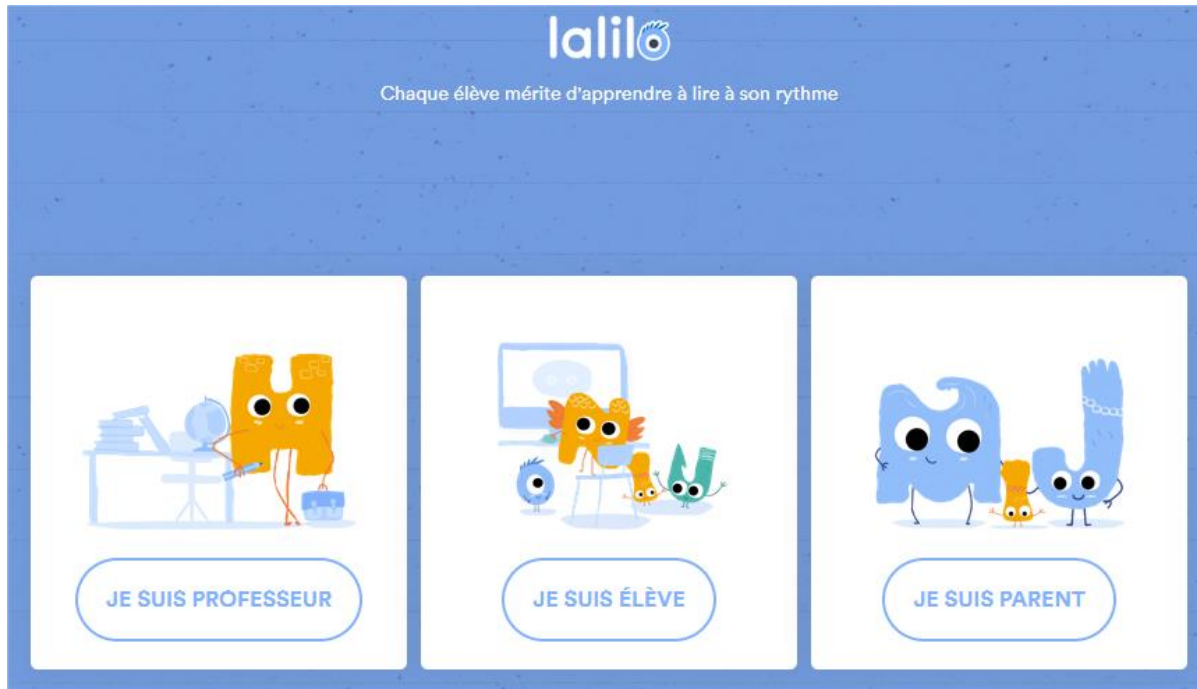 lalilo
Chaque élève mérite d'apprendre à lire à son rythme
JE SUIS PROFESSEUR
JE SUIS ÉLÈVE
JE SUIS PARENT